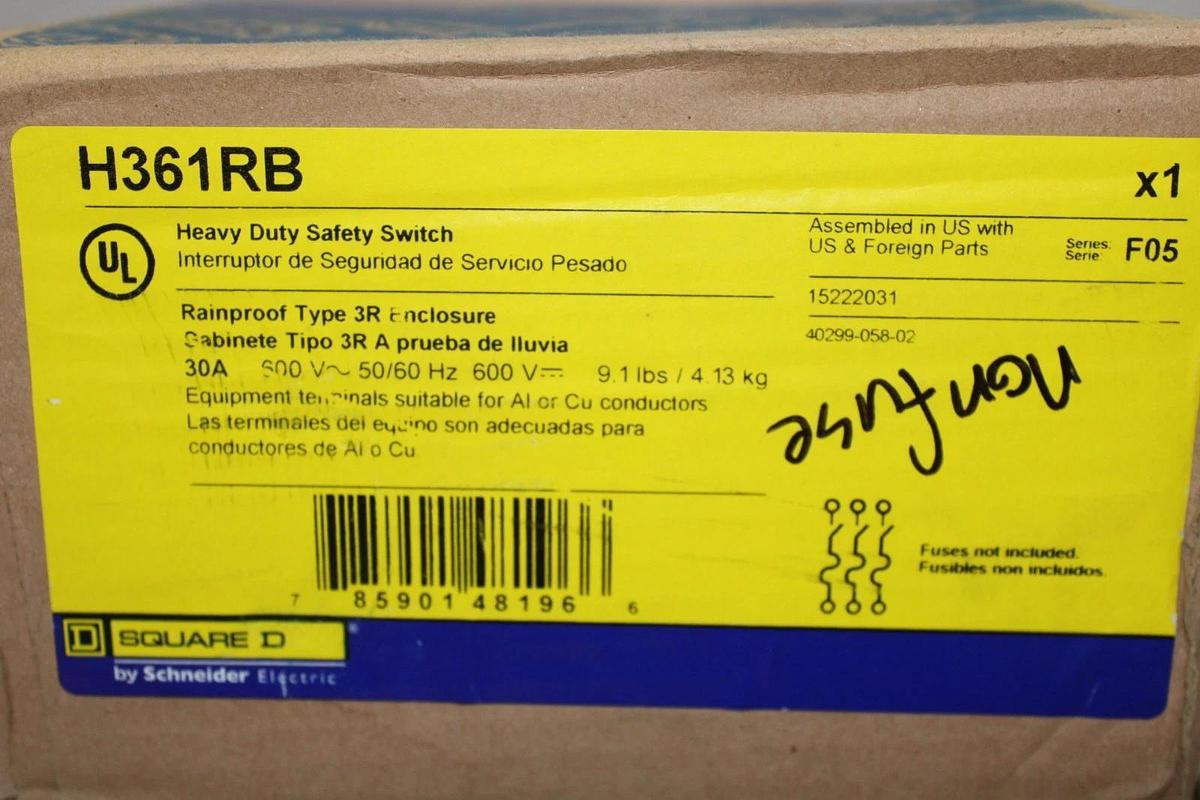 H361RB
x1
UL
Heavy Duty Safety Switch
Interruptor de Seguridad de Servicio Pesado
Assembled in US with
US & Foreign Parts
Series:
Serie:
F05
15222031
40299-058-02
Rainproof Type 3R Enclosure
Gabinete Tipo 3R A prueba de lluvia
30A 600 V~ 50/60 Hz 600 V⎓ 9.1 lbs / 4.13 kg
Equipment terminals suitable for Al or Cu conductors
Las terminales del equipo son adecuadas para
conductores de Al o Cu
non fuse
Fuses not included.
Fusibles non incluidos.
7 85901 48196 6
SQUARE D
by Schneider Electric